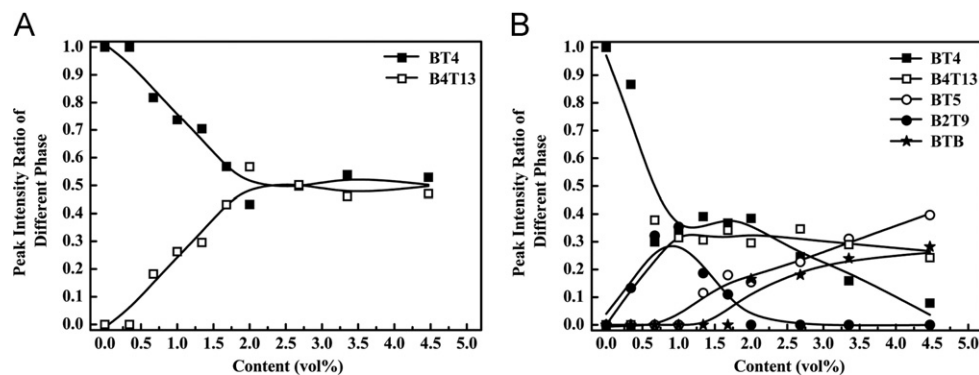 A
Peak Intensity Ratio of
Different Phase
1.0
0.9
0.8
0.7
0.6
0.5
0.4
0.3
0.2
0.1
0.0
BT4
B4T13
0.0 0.5 1.0 1.5 2.0 2.5 3.0 3.5 4.0 4.5 5.0
Content (vol%)
B
Peak Intensity Ratio of
Different Phase
1.0
0.9
0.8
0.7
0.6
0.5
0.4
0.3
0.2
0.1
0.0
BT4
B4T13
BT5
B2T9
BTB
0.0 0.5 1.0 1.5 2.0 2.5 3.0 3.5 4.0 4.5 5.0
Content (vol%)